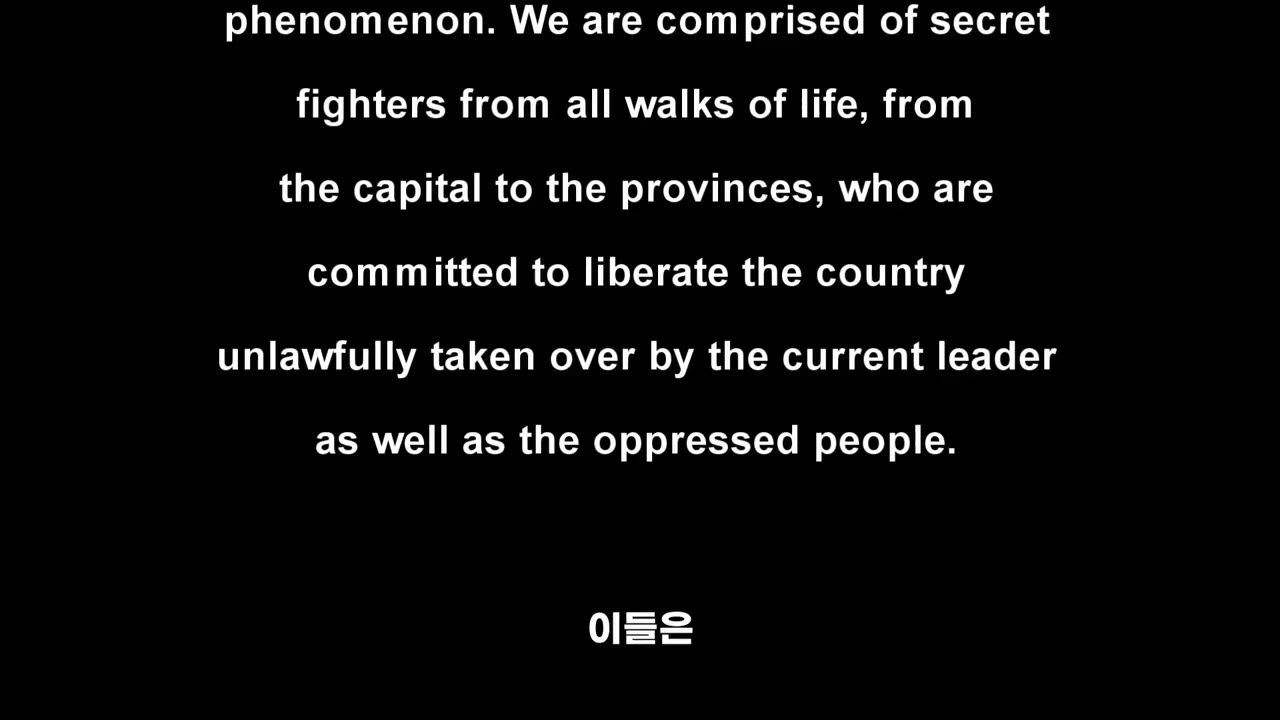 phenomenon. We are comprised of secret
fighters from all walks of life, from
the capital to the provinces, who are
committed to liberate the country
unlawfully taken over by the current leader
as well as the oppressed people.
이들은